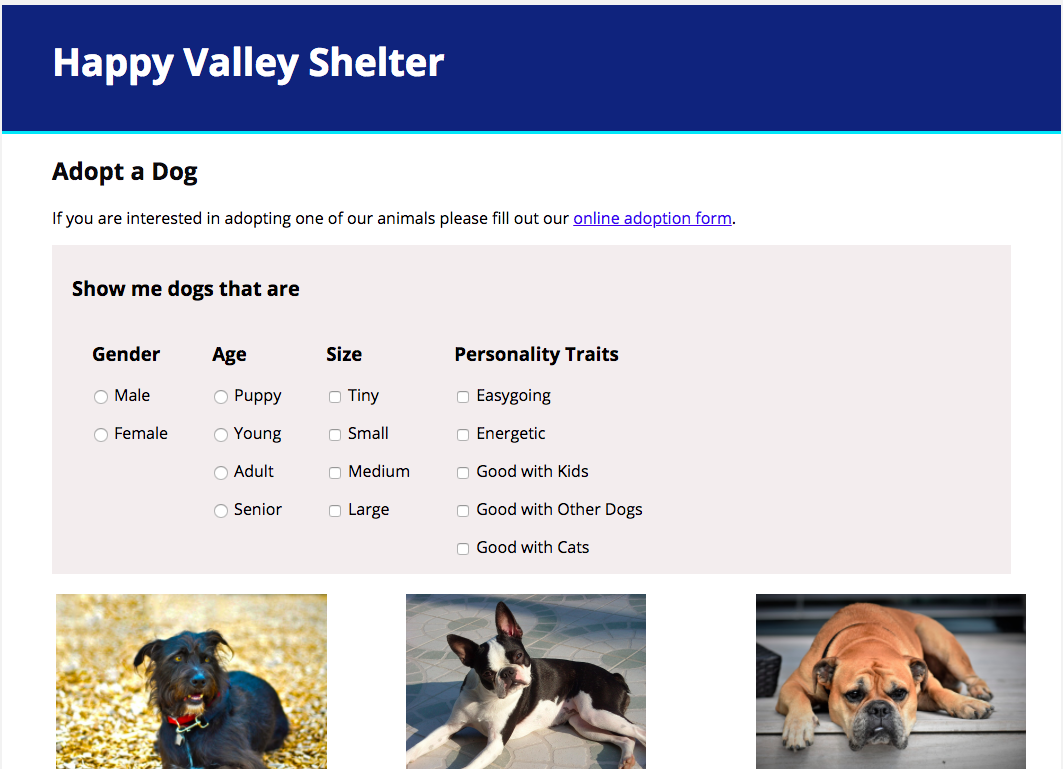 Happy Valley Shelter
Adopt a Dog
If you are interested in adopting one of our animals please fill out our online adoption form.
Show me dogs that are
Gender
Male
Female
Age
Puppy
Young
Adult
Senior
Size
Tiny
Small
Medium
Large
Personality Traits
Easygoing
Energetic
Good with Kids
Good with Other Dogs
Good with Cats